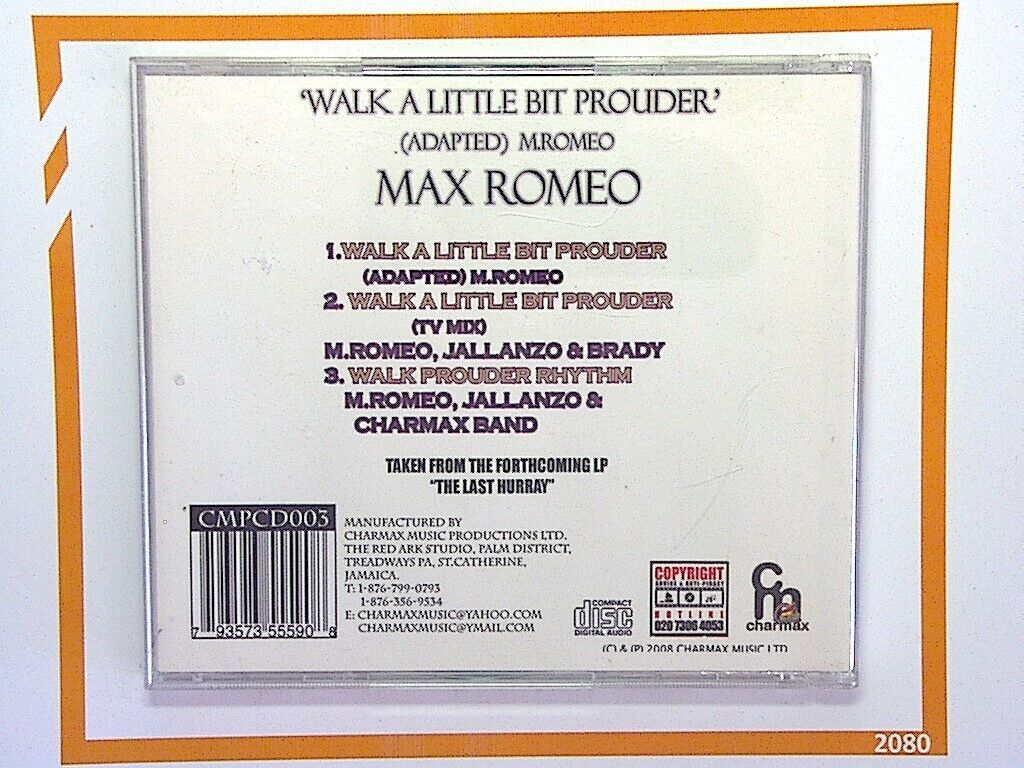 'WALK A LITTLE BIT PROUDER.'
(ADAPTED) M.ROMEO
MAX ROMEO
1.WALK A LITTLE BIT PROUDER
(ADAPTED) M.ROMEO
2. WALK A LITTLE BIT PROUDER
(TV MIX)
M.ROMEO, JALLANZO & BRADY
3. WALK PROUDER RHYTHM
M.ROMEO, JALLANZO &
CHARMAX BAND
TAKEN FROM THE FORTHCOMING LP
"THE LAST HURRAY"
CMPCD003
7 93573 55590 8
MANUFACTURED BY
CHARMAX MUSIC PRODUCTIONS LTD.
THE RED ARK STUDIO, PALM DISTRICT,
TREADWAYS PA, ST.CATHERINE,
JAMAICA.
T: 1-876-799-0793
1-876-356-9534
E: CHARMAXMUSIC@YAHOO.COM
CHARMAXMUSIC@YMAIL.COM
COMPACT
disc
DIGITAL AUDIO
COPYRIGHT
ADVICE & ANTI-PIRACY
HOTLINE
020 7306 4053
cm
charmax
(C) & (P) 2008 CHARMAX MUSIC LTD
2080